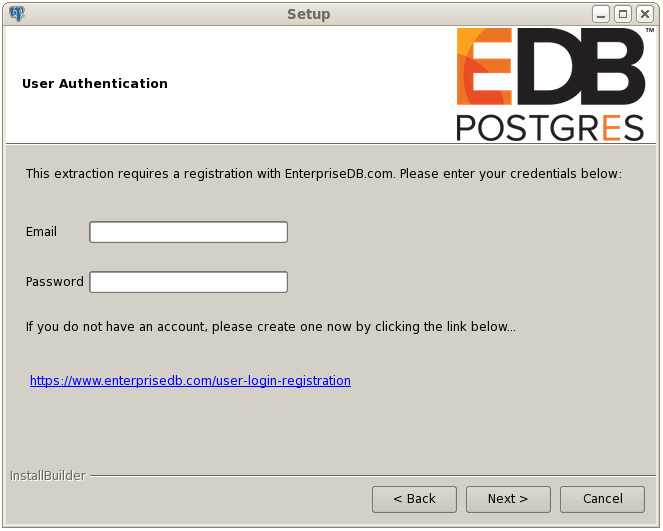 Setup
User Authentication
EDB™
POSTGRES
This extraction requires a registration with EnterpriseDB.com. Please enter your credentials below:
Email
Password
If you do not have an account, please create one now by clicking the link below...
https://www.enterprisedb.com/user-login-registration
InstallBuilder
< Back
Next >
Cancel